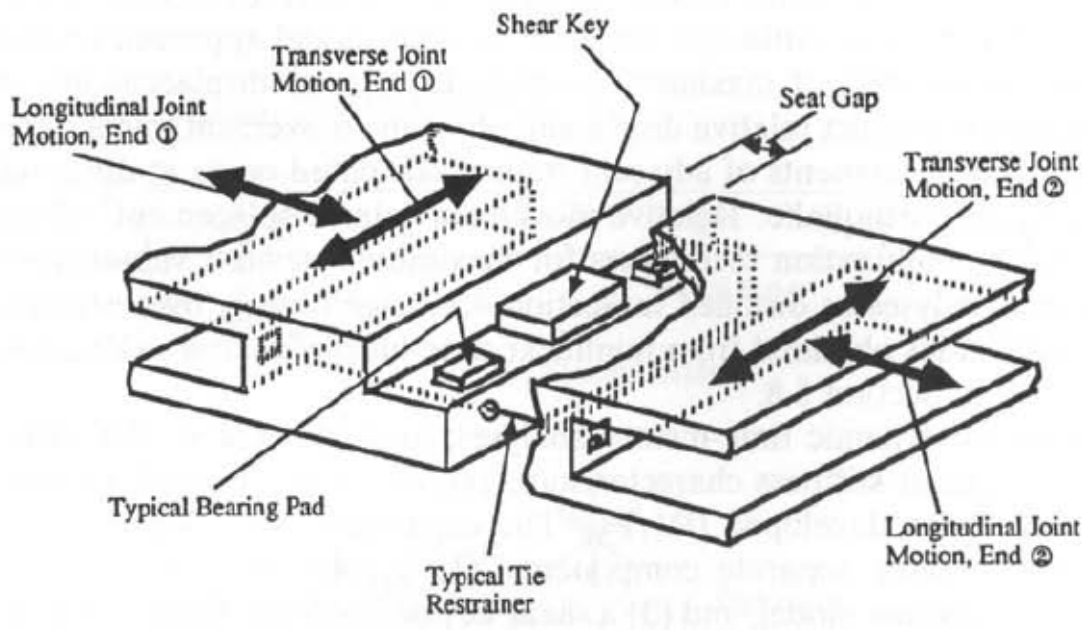 Shear Key
Transverse Joint
Motion, End ①
Longitudinal Joint
Motion, End ①
Seat Gap
Transverse Joint
Motion, End ②
Typical Bearing Pad
Typical Tie
Restrainer
Longitudinal Joint
Motion, End ②